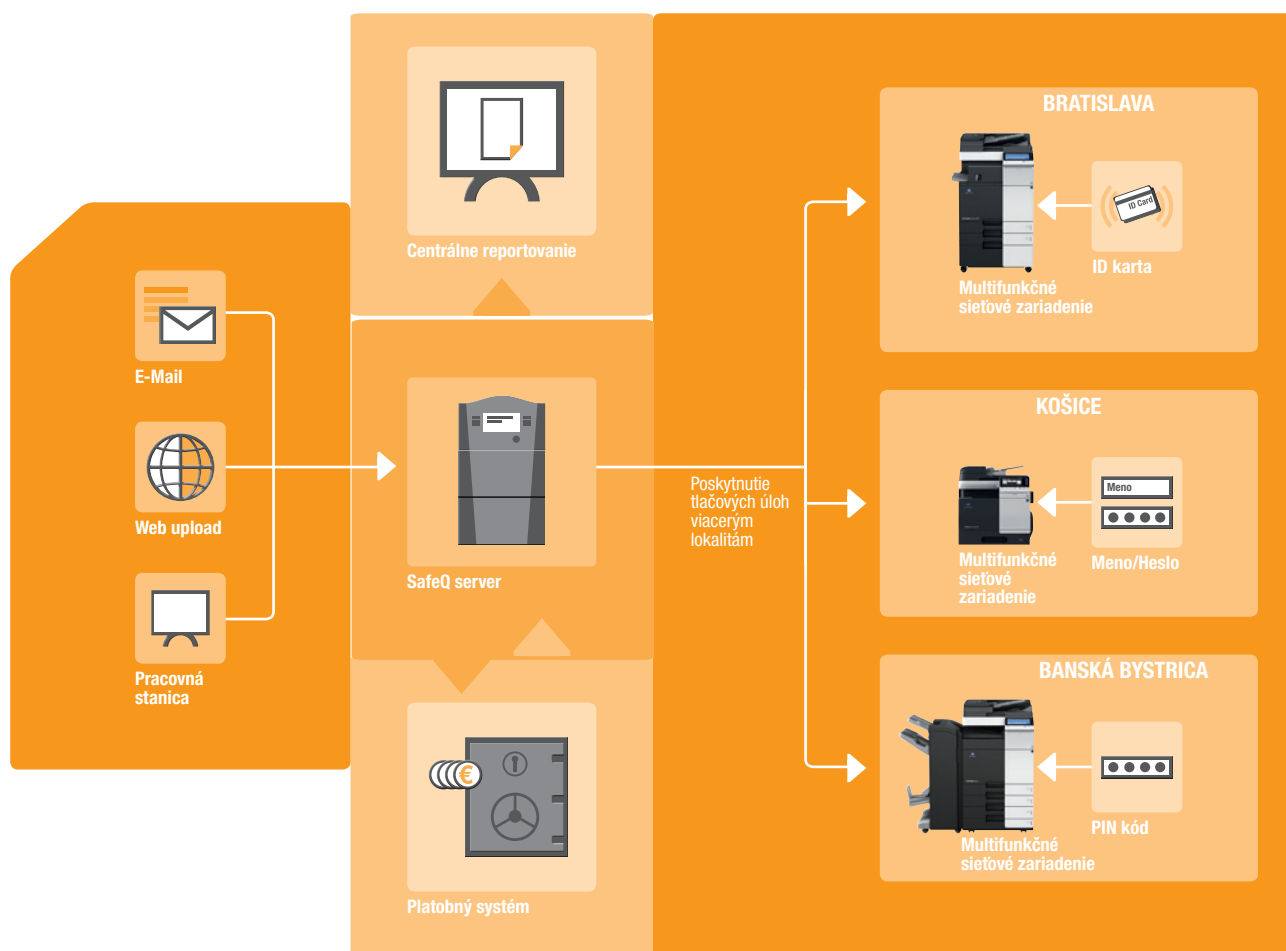 E-Mail
Web upload
Pracovná
stanica
Centrálne reportovanie
SafeQ server
Platobný systém
€
Poskytnutie
tlačových úloh
viacerým
lokalitám
BRATISLAVA
Multifunkčné
sieťové zariadenie
ID Card
ID karta
KOŠICE
Multifunkčné
sieťové
zariadenie
Meno
Meno/Heslo
BANSKÁ BYSTRICA
Multifunkčné
sieťové zariadenie
PIN kód